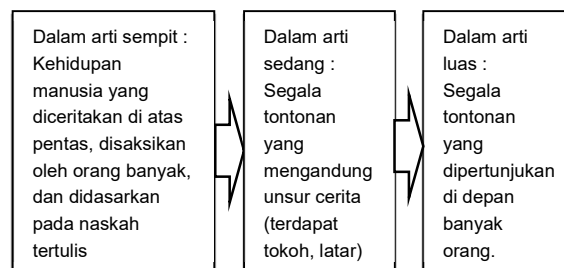 Dalam arti sempit :
Kehidupan
manusia yang
diceritakan di atas
pentas, disaksikan
oleh orang banyak,
dan didasarkan
pada naskah
tertulis
Dalam arti
sedang :
Segala
tontonan
yang
mengandung
unsur cerita
(terdapat
tokoh, latar)
Dalam arti
luas :
Segala
tontonan
yang
dipertunjukan
di depan
banyak
orang.